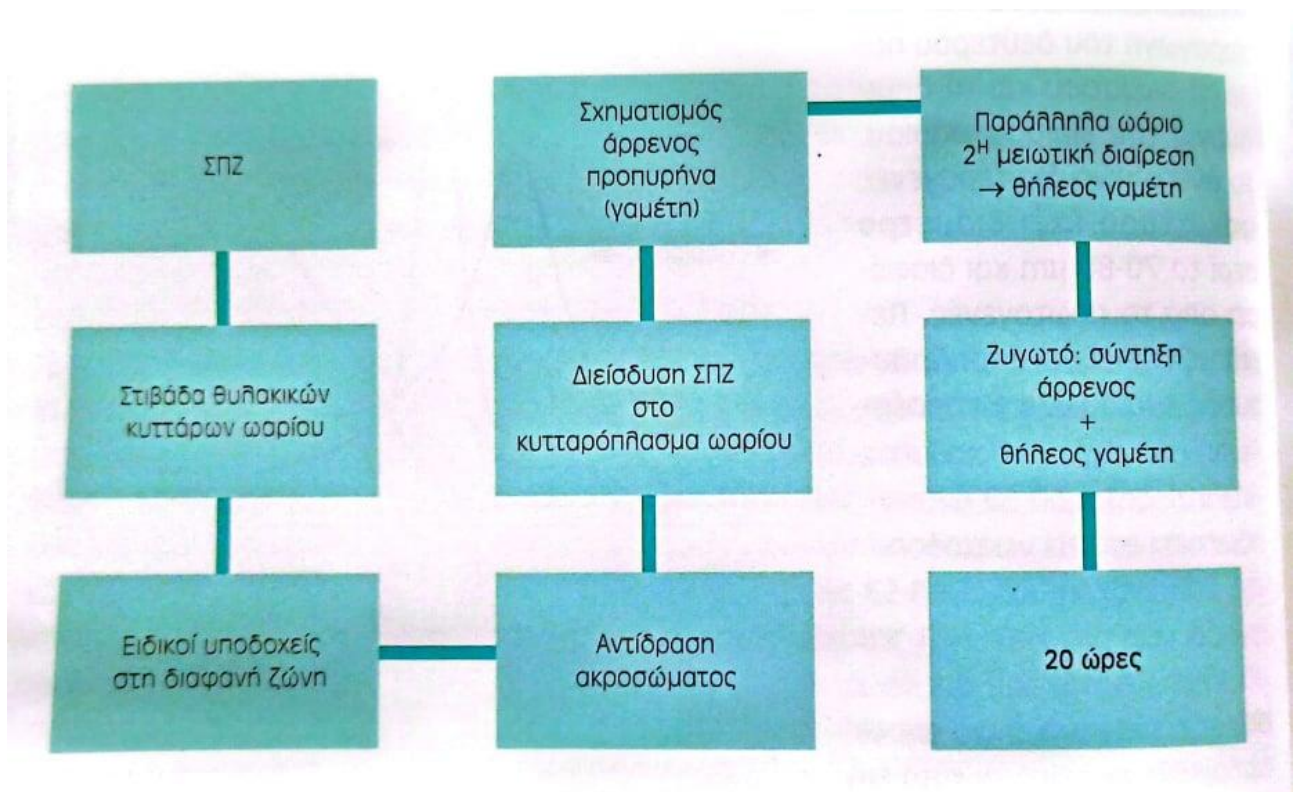 ΣΠΖ
Στιβάδα θυλακικών
κυττάρων ωαρίου
Ειδικοί υποδοχείς
στη διαφανή ζώνη
Αντίδραση
ακροσώματος
Διείσδυση ΣΠΖ
στο
κυτταρόπλασμα ωαρίου
Σχηματισμός
άρρενος
προπυρήνα
(γαμέτη)
Παράλληλα ωάριο
2Η μειωτική διαίρεση
→ θήλεος γαμέτη
Ζυγωτό: σύντηξη
άρρενος
+
θήλεος γαμέτη
20 ώρες